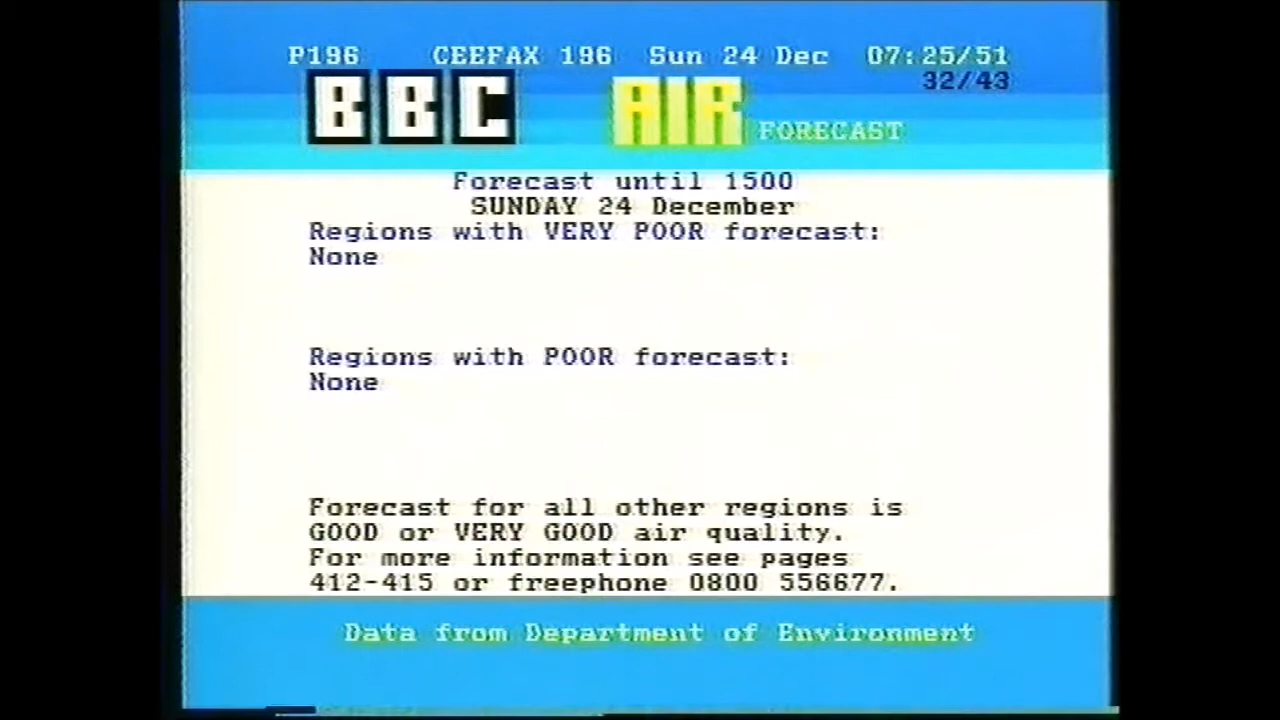 P196 CEEFAX 196 Sun 24 Dec 07:25/51
32/43
BBC AIR FORECAST
Forecast until 1500
SUNDAY 24 December
Regions with VERY POOR forecast:
None
Regions with POOR forecast:
None
Forecast for all other regions is
GOOD or VERY GOOD air quality.
For more information see pages
412-415 or freephone 0800 556677.
Data from Department of Environment